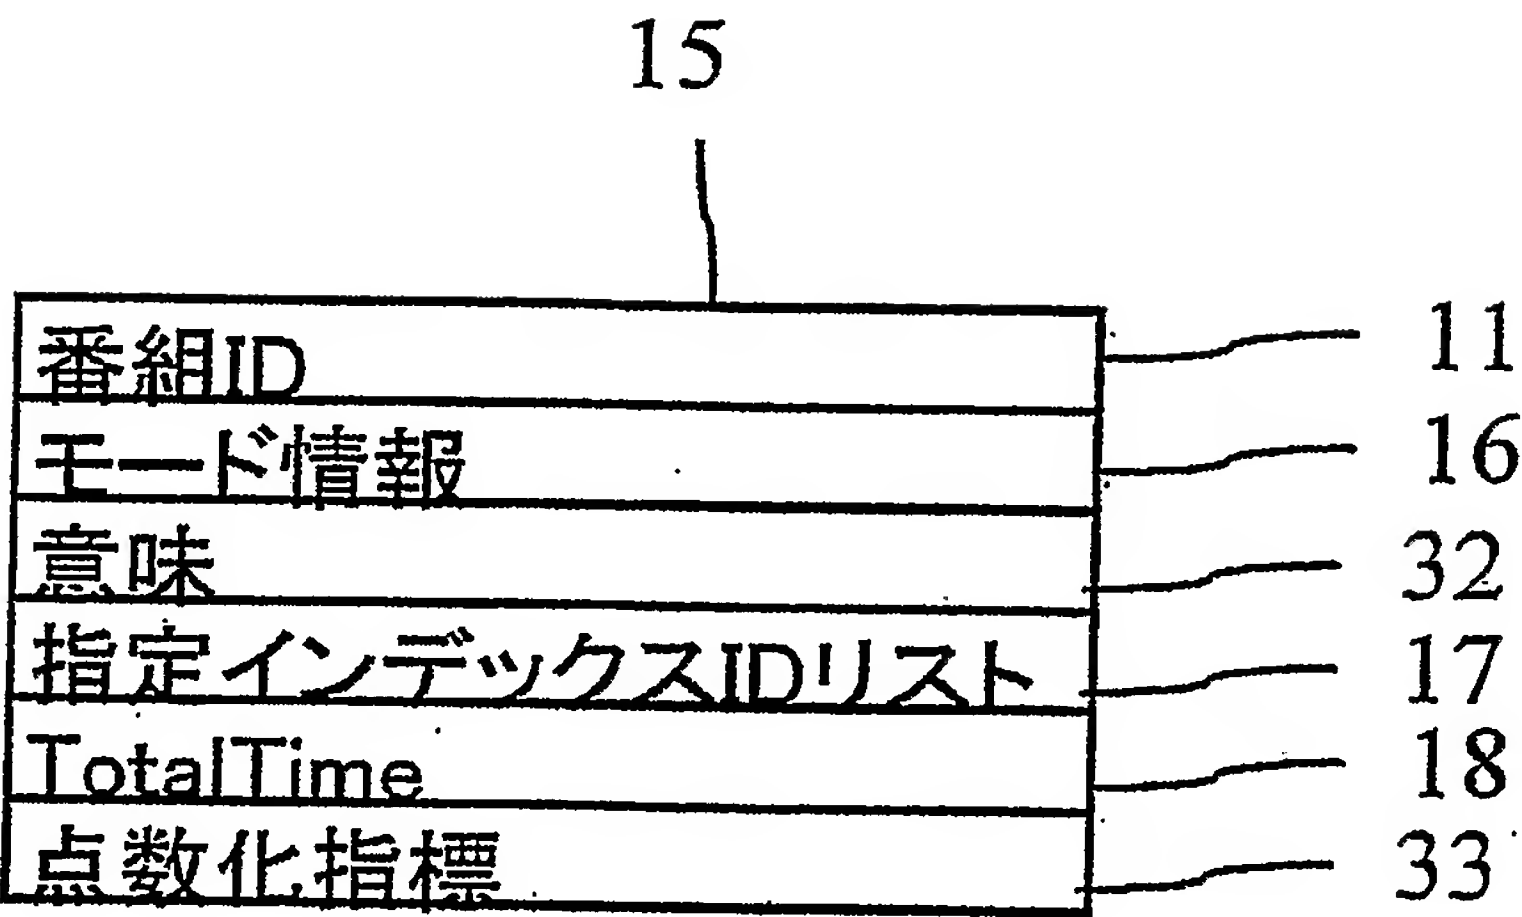 15
番組ID 11
モード情報 16
意味 32
指定インデックスIDリスト 17
TotalTime 18
点数化指標 33